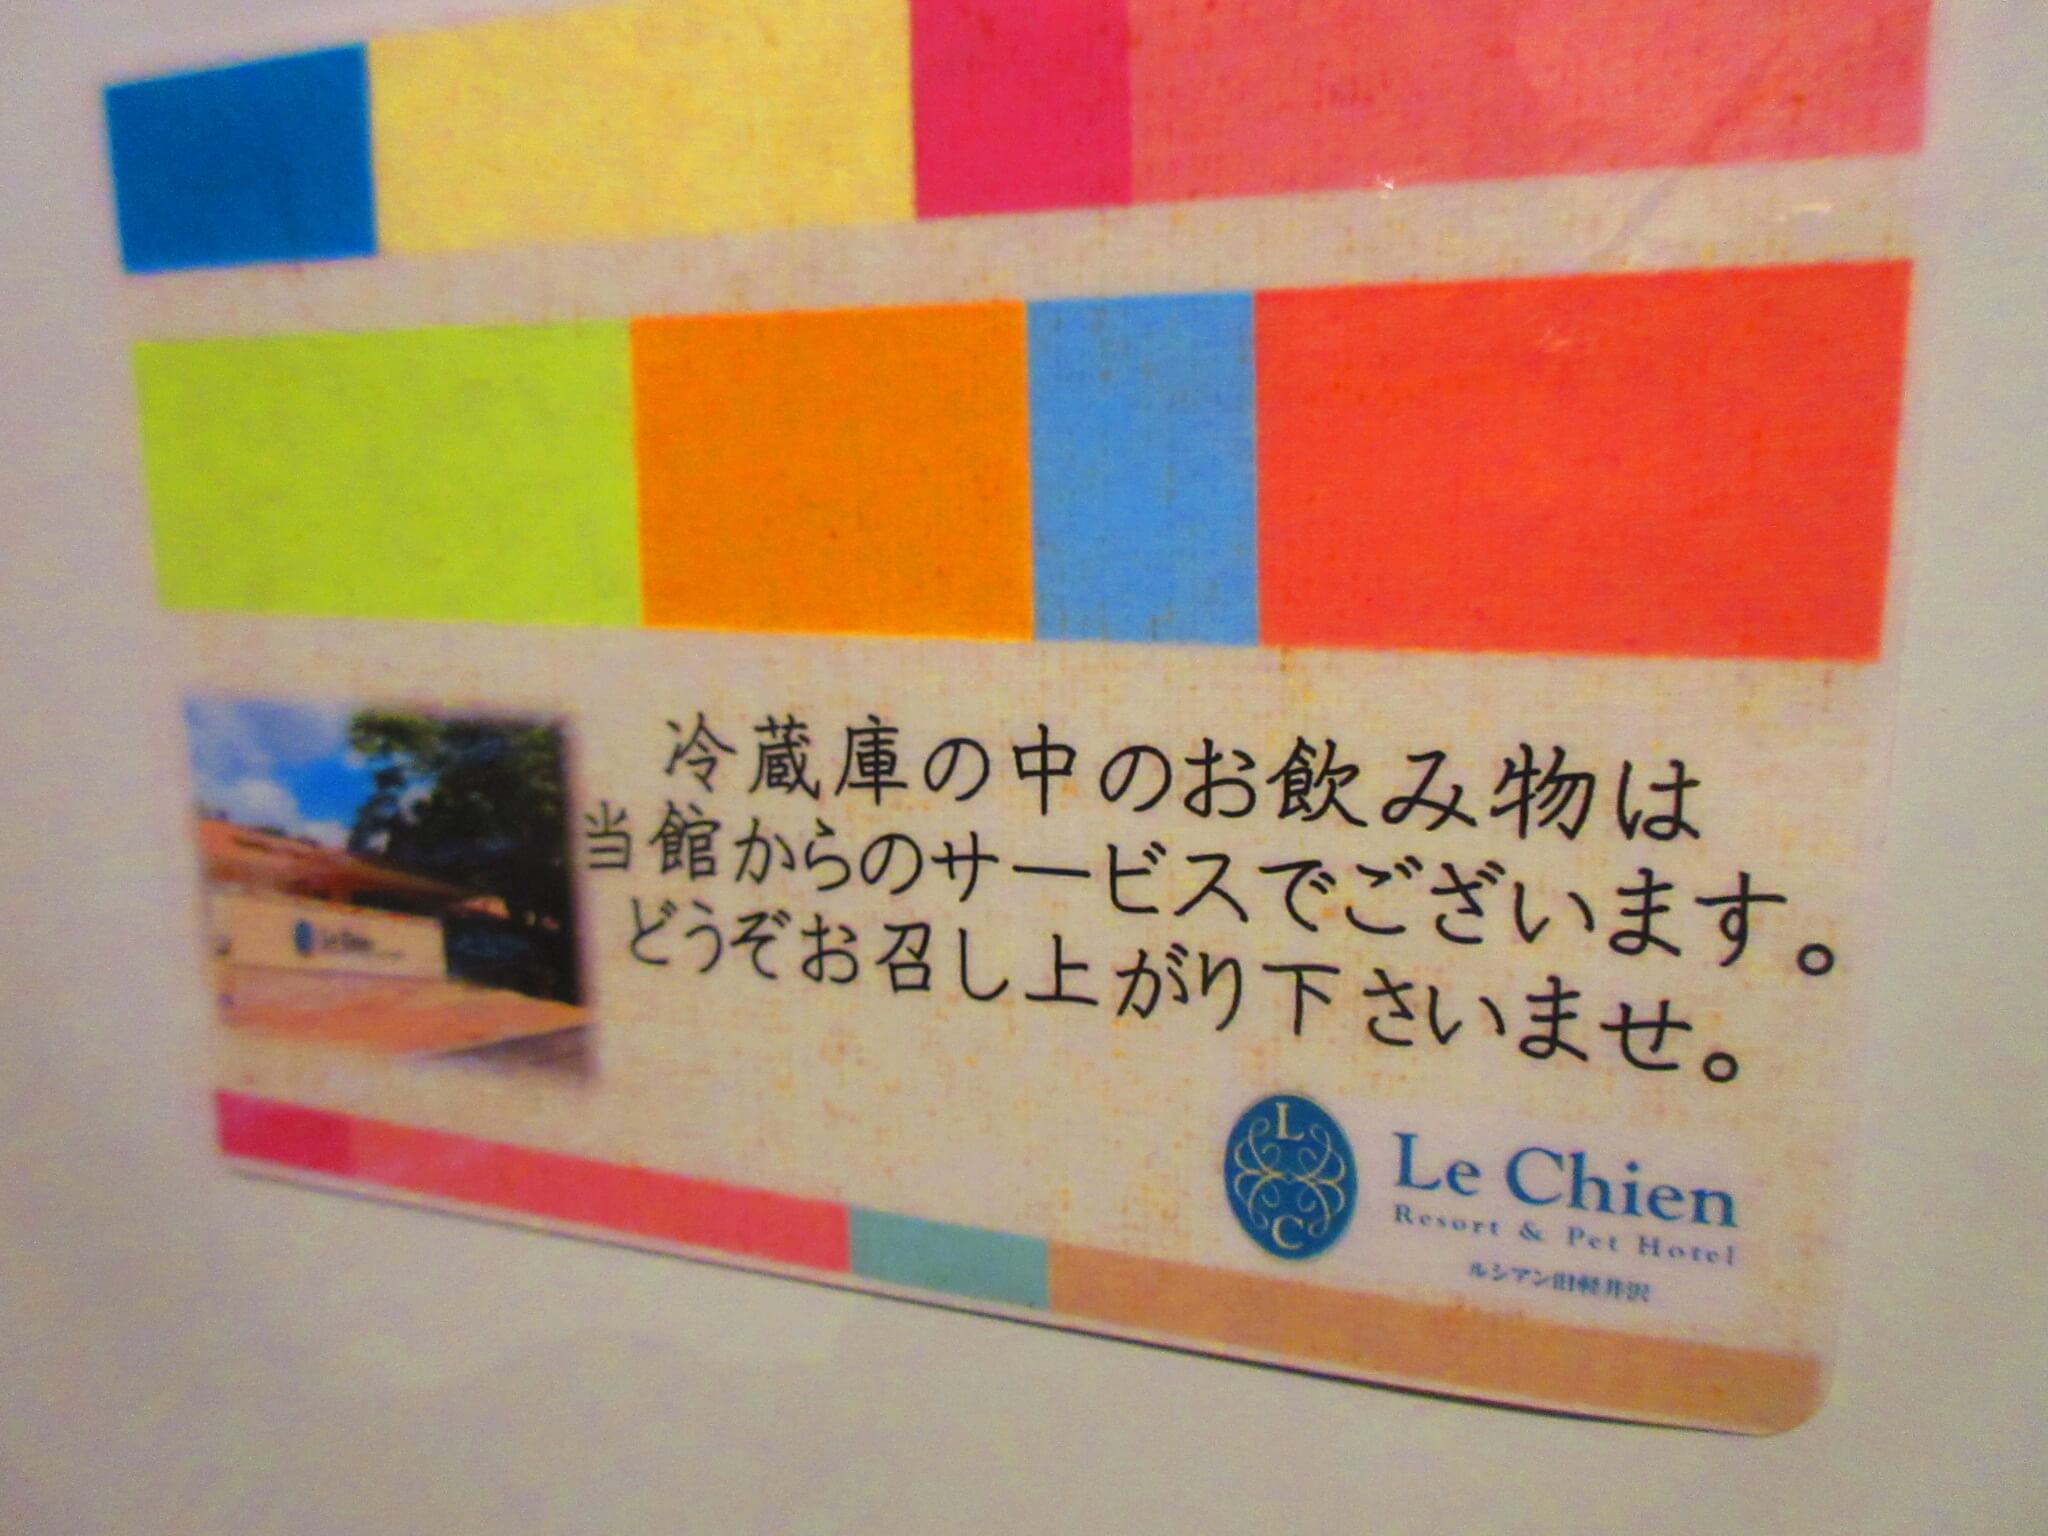 冷蔵庫の中のお飲み物は
当館からのサービスでございます。
どうぞお召し上がり下さいませ。
L
C
Le Chien
Resort & Pet Hotel
ルシアン旧軽井沢
Le Chien